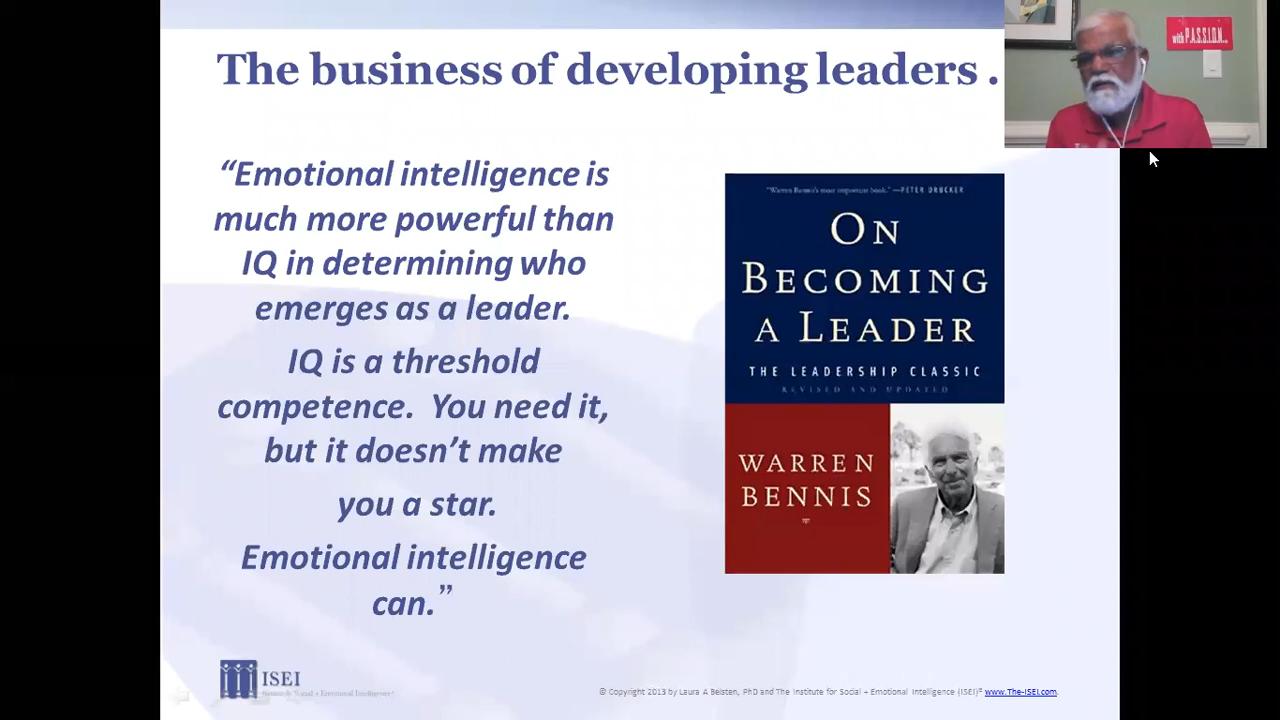 The business of developing leaders .
with P.A.S.S.I.O.N.
“Emotional intelligence is
much more powerful than
IQ in determining who
emerges as a leader.
IQ is a threshold
competence.  You need it,
but it doesn’t make
you a star.
Emotional intelligence
can.”
"Warren Bennis's most important book." —PETER DRUCKER
ON
BECOMING
A LEADER
THE LEADERSHIP CLASSIC
REVISED AND UPDATED
WARREN
BENNIS
ISEI
© Copyright 2013 by Laura A Belsten, PhD and The Institute for Social + Emotional Intelligence (ISEI)® www.The-ISEI.com.